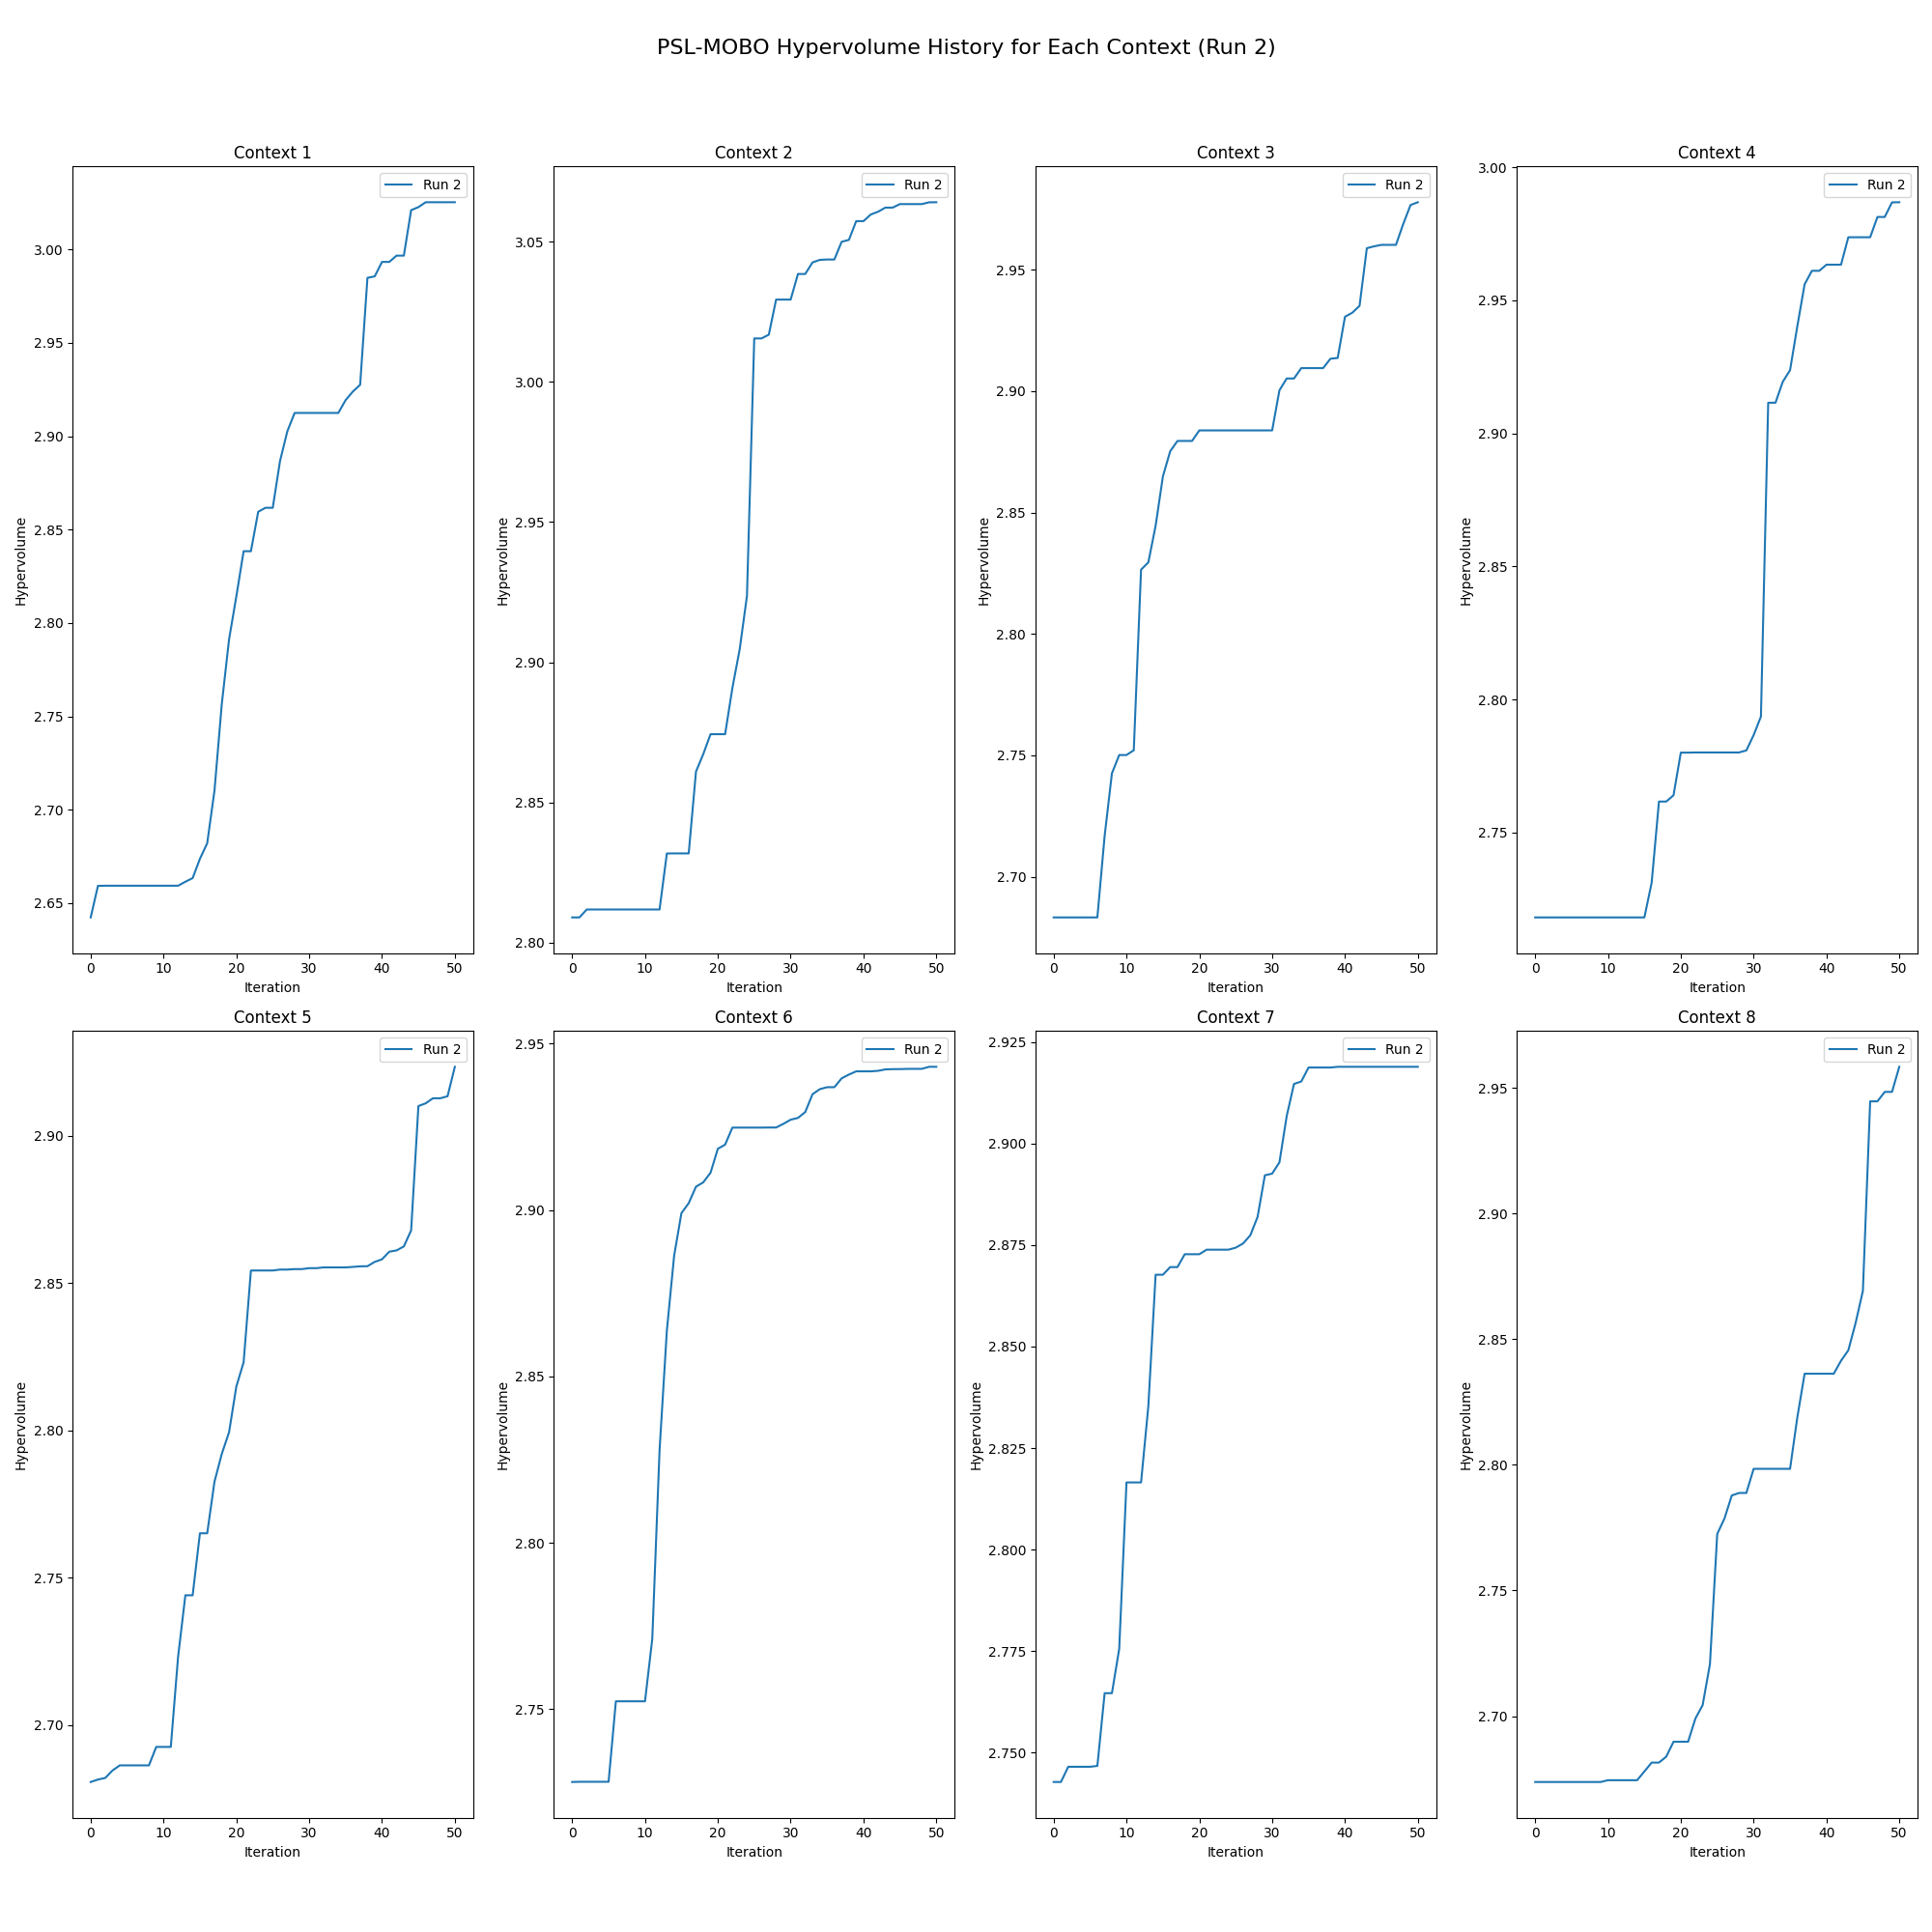 PSL-MOBO Hypervolume History for Each Context (Run 2)
Context 1
Run 2
3.00
2.95
2.90
2.85
2.80
2.75
2.70
2.65
Hypervolume
0 10 20 30 40 50
Iteration
Context 2
Run 2
3.05
3.00
2.95
2.90
2.85
2.80
Hypervolume
0 10 20 30 40 50
Iteration
Context 3
Run 2
2.95
2.90
2.85
2.80
2.75
2.70
Hypervolume
0 10 20 30 40 50
Iteration
Context 4
Run 2
3.00
2.95
2.90
2.85
2.80
2.75
Hypervolume
0 10 20 30 40 50
Iteration
Context 5
Run 2
2.90
2.85
2.80
2.75
2.70
Hypervolume
0 10 20 30 40 50
Iteration
Context 6
Run 2
2.95
2.90
2.85
2.80
2.75
Hypervolume
0 10 20 30 40 50
Iteration
Context 7
Run 2
2.925
2.900
2.875
2.850
2.825
2.800
2.775
2.750
Hypervolume
0 10 20 30 40 50
Iteration
Context 8
Run 2
2.95
2.90
2.85
2.80
2.75
2.70
Hypervolume
0 10 20 30 40 50
Iteration